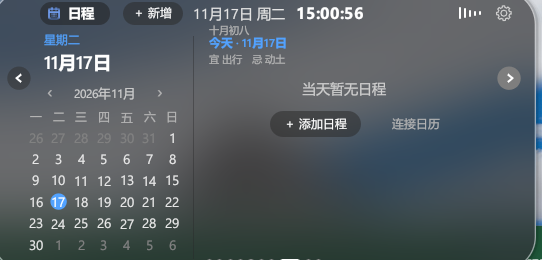 日程 + 新增 11月17日 周二 15:00:56
星期二
11月17日
2026年11月
一 二 三 四 五 六 日
26 27 28 29 30 31 1
2 3 4 5 6 7 8
9 10 11 12 13 14 15
16 17 18 19 20 21 22
23 24 25 26 27 28 29
30 1 2 3 4 5 6
十月初八
今天 · 11月17日
宜 出行 忌 动土
当天暂无日程
+ 添加日程 连接日历